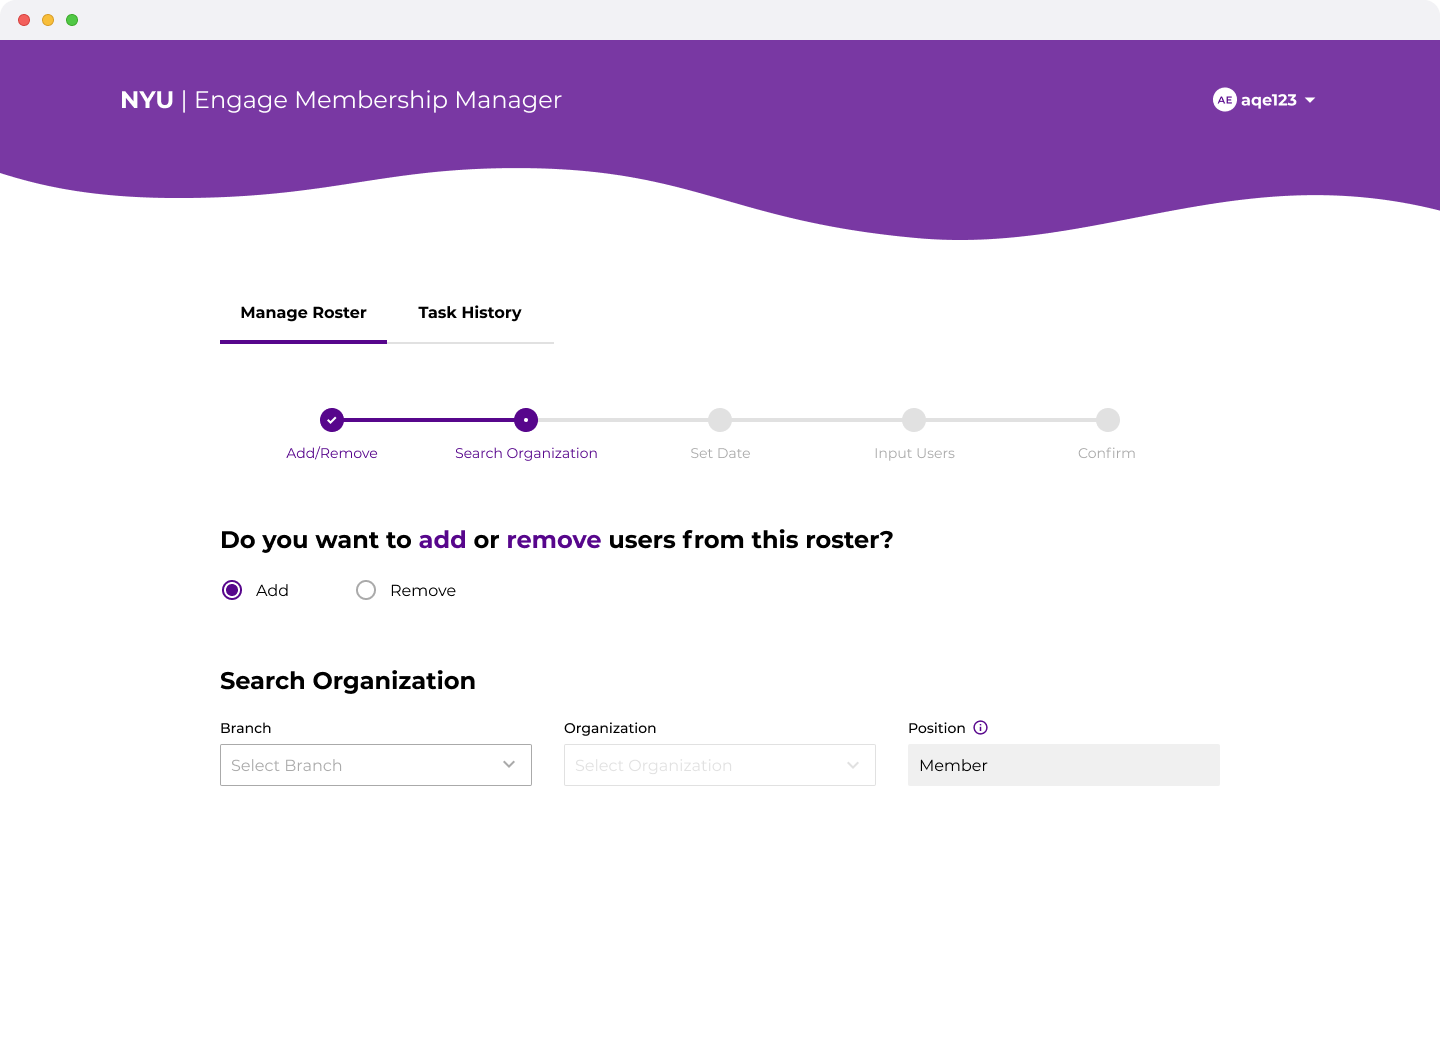 NYU | Engage Membership Manager
AE aqe123
Manage Roster Task History
Add/Remove Search Organization Set Date Input Users Confirm
Do you want to add or remove users from this roster?
Add Remove
Search Organization
Branch Organization Position
Select Branch Select Organization Member